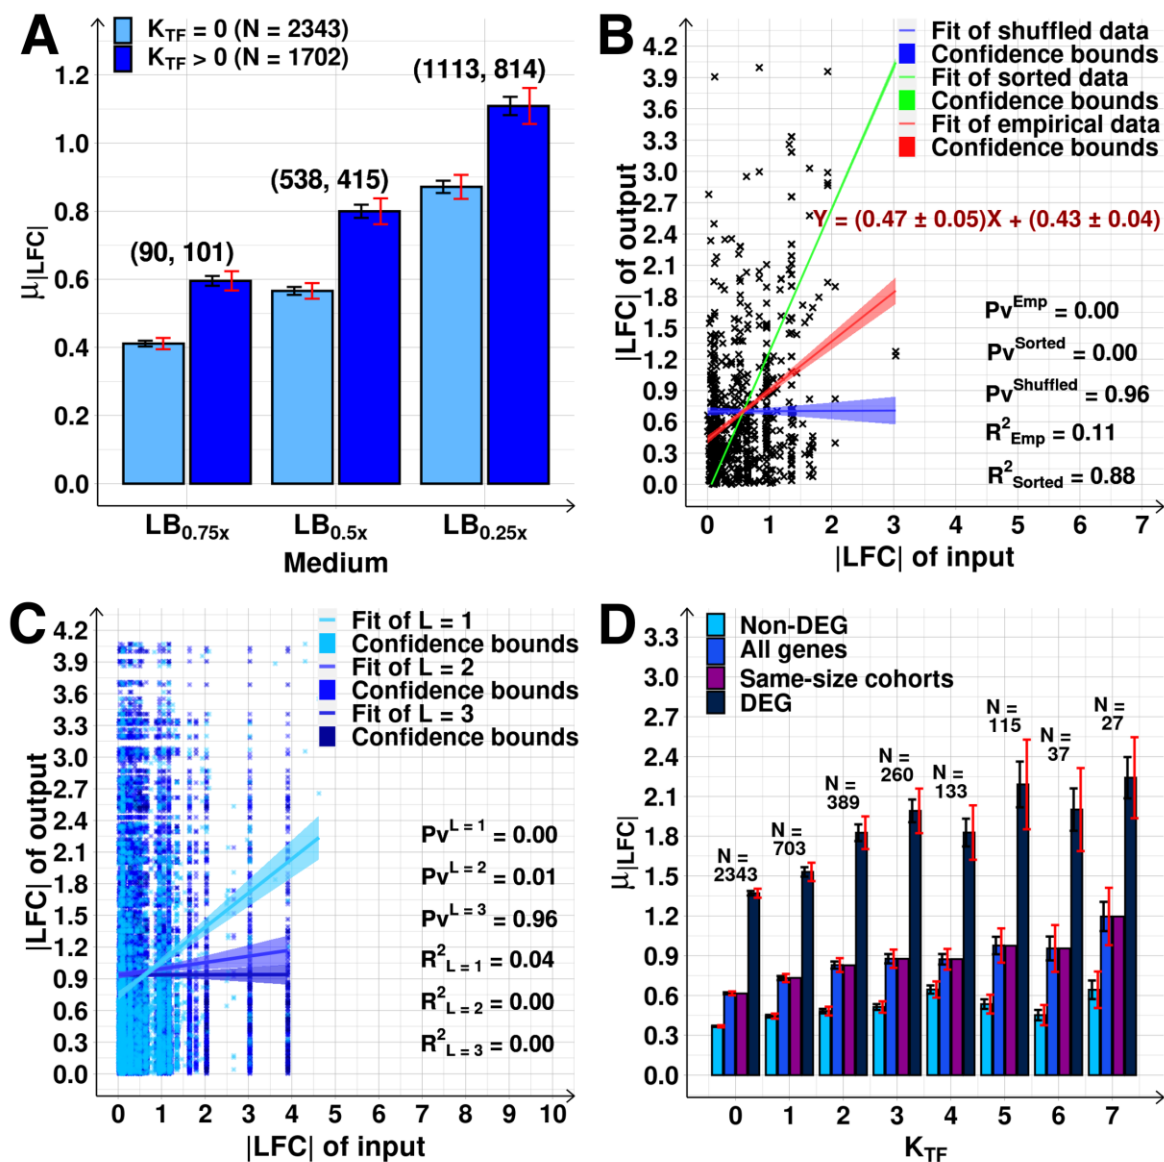 A
K_TF = 0 (N = 2343)
K_TF > 0 (N = 1702)
(1113, 814)
(538, 415)
(90, 101)
μ|LFC|
1.2
1.0
0.8
0.6
0.4
0.2
0.0
LB0.75x LB0.5x LB0.25x
Medium
B
Fit of shuffled data
Confidence bounds
Fit of sorted data
Confidence bounds
Fit of empirical data
Confidence bounds
Y = (0.47 ± 0.05)X + (0.43 ± 0.04)
Pv^Emp = 0.00
Pv^Sorted = 0.00
Pv^Shuffled = 0.96
R²_Emp = 0.11
R²_Sorted = 0.88
|LFC| of output
4.2
3.9
3.6
3.3
3.0
2.7
2.4
2.1
1.8
1.5
1.2
0.9
0.6
0.3
0.0
0 1 2 3 4 5 6 7
|LFC| of input
C
Fit of L = 1
Confidence bounds
Fit of L = 2
Confidence bounds
Fit of L = 3
Confidence bounds
Pv^L = 1 = 0.00
Pv^L = 2 = 0.01
Pv^L = 3 = 0.96
R²_L = 1 = 0.04
R²_L = 2 = 0.00
R²_L = 3 = 0.00
|LFC| of output
4.2
3.9
3.6
3.3
3.0
2.7
2.4
2.1
1.8
1.5
1.2
0.9
0.6
0.3
0.0
0 1 2 3 4 5 6 7 8 9 10
|LFC| of input
D
Non-DEG
All genes
Same-size cohorts
DEG
N =
2343
N =
703
N =
389
N =
260
N =
133
N =
115
N =
37
N =
27
μ|LFC|
3.3
3.0
2.7
2.4
2.1
1.8
1.5
1.2
0.9
0.6
0.3
0.0
0 1 2 3 4 5 6 7
K_TF